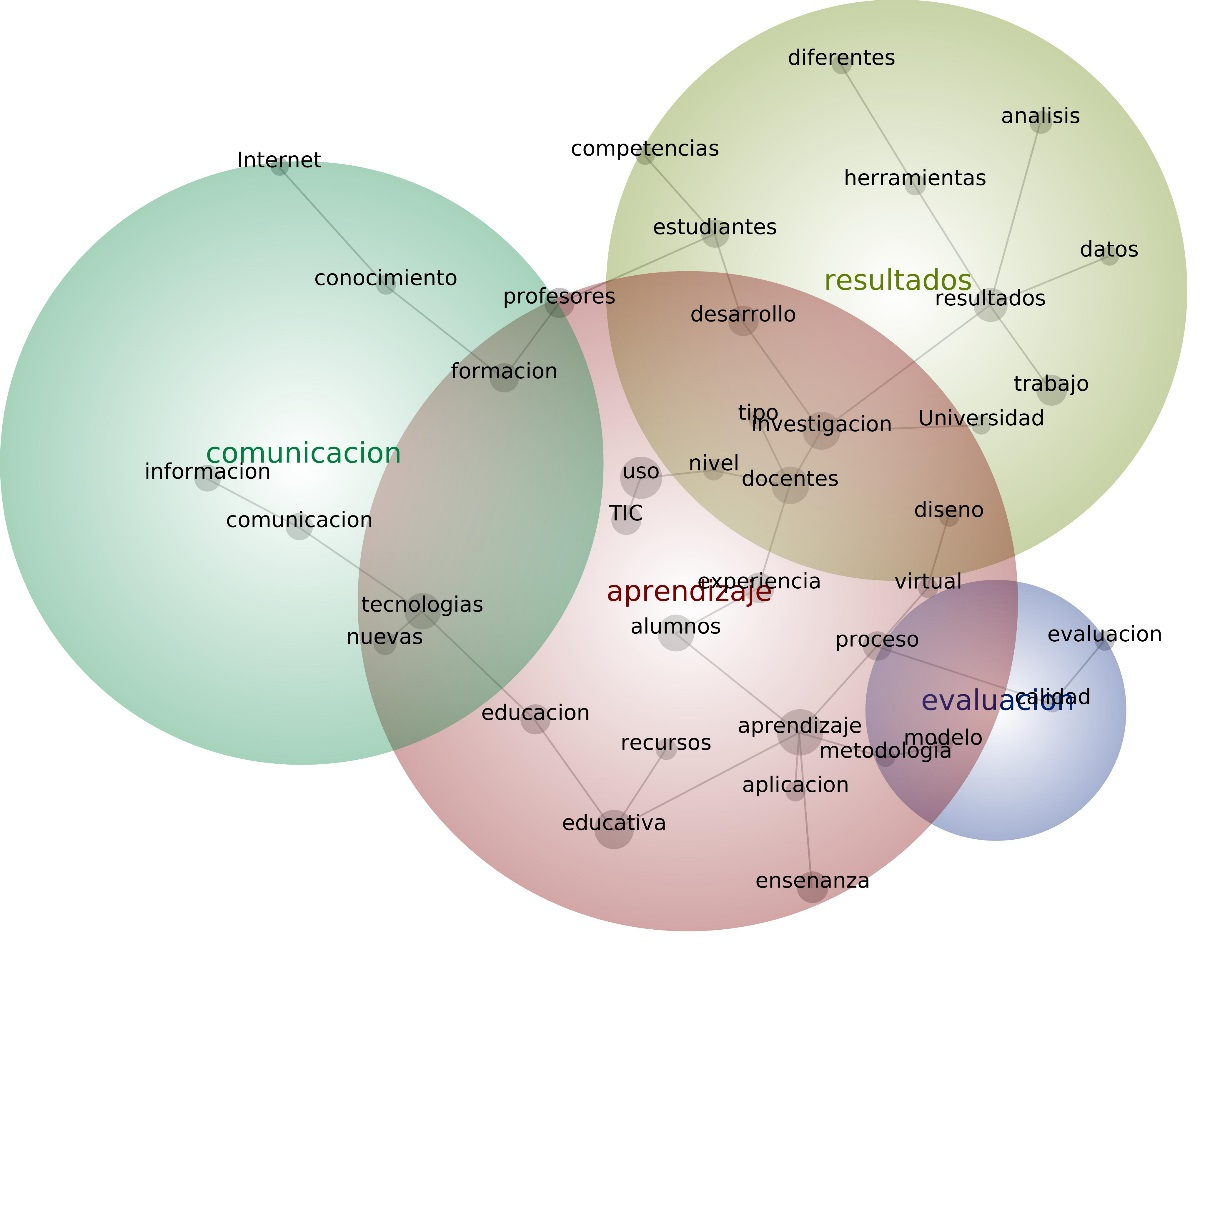 diferentes
analisis
competencias
Internet
herramientas
estudiantes
datos
conocimiento
resultados
profesores
resultados
desarrollo
formacion
trabajo
tipo
investigacion
Universidad
comunicacion
informacion
uso
nivel
docentes
TIC
diseno
comunicacion
experiencia
virtual
aprendizaje
tecnologias
alumnos
nuevas
proceso
evaluacion
evaluacion
calidad
educacion
aprendizaje
recursos
modelo
metodologia
aplicacion
educativa
ensenanza